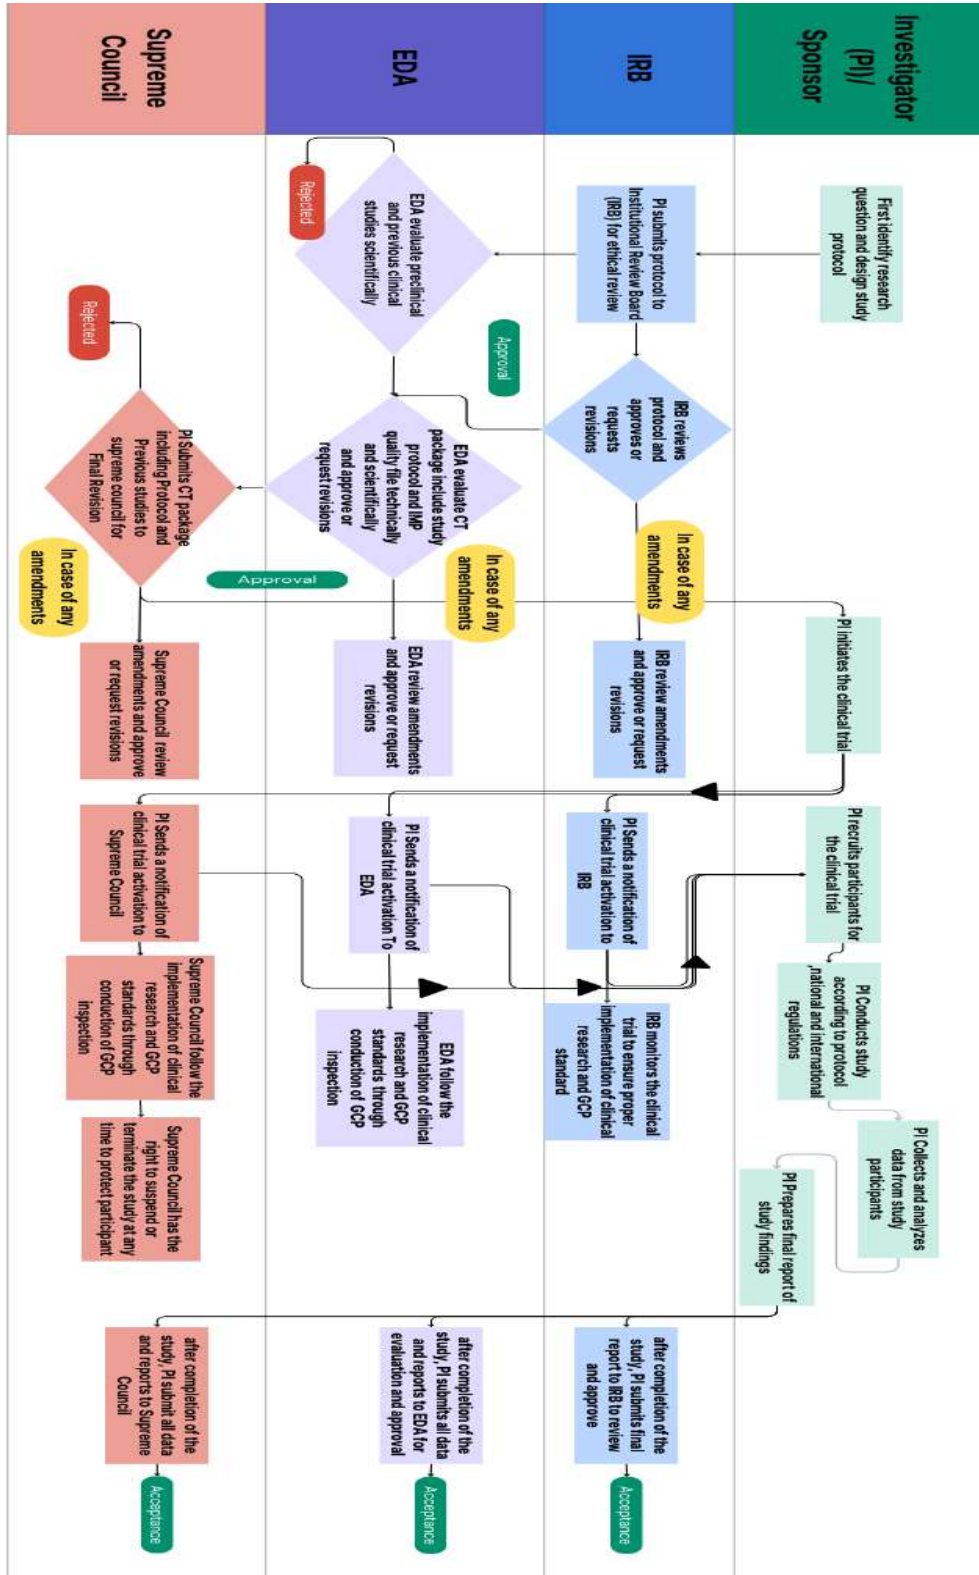 Investigator
(PI)/
Sponsor
First identify research
question and design study
protocol
PI initiates the clinical trial
PI recruits participants for
the clinical trial
PI Conducts study
according to protocol
,national and international
regulations
PI Collects and analyzes
data from study
participants
PI Prepares final report of
study findings
IRB
PI submits protocol to
Institutional Review Board
(IRB) for ethical review
IRB reviews
protocol and
approves or
requests
revisions
In case of any
amendments
IRB review amendments
and approve or request
revisions
PI Sends a notification of
clinical trial activation to
IRB
IRB monitors the clinical
trial to ensure proper
implementation of clinical
research and GCP
standard
after completion of the
study, PI submits final
report to IRB to review
and approve
Acceptance
EDA
EDA evaluate preclinical
and previous clinical
studies scientifically
Rejected
Approval
EDA evaluate CT
package include study
protocol and IMP
quality file technically
and scientifically
and approve or
request revisions
In case of any
amendments
EDA review amendments
and approve or request
revisions
PI Sends a notification of
clinical trial activation To
EDA
EDA follow the
implementation of clinical
research and GCP
standards through
conduction of GCP
inspection
after completion of the
study, PI submits all data
and reports to EDA for
evaluation and approval
Acceptance
Supreme
Council
Rejected
PI Submits CT package
including Protocol and
Previous studies to
supreme council for
Final Revision
Approval
In case of any
amendments
Supreme Council review
amendments and approve
or request revisions
PI Sends a notification of
clinical trial activation to
Supreme Council
Supreme Council follow the
implementation of clinical
research and GCP
standards through
conduction of GCP
inspection
Supreme Council has the
right to suspend or
terminate the study at any
time to protect participant
after completion of the
study, PI submit all data
and reports to Supreme
Council
Acceptance